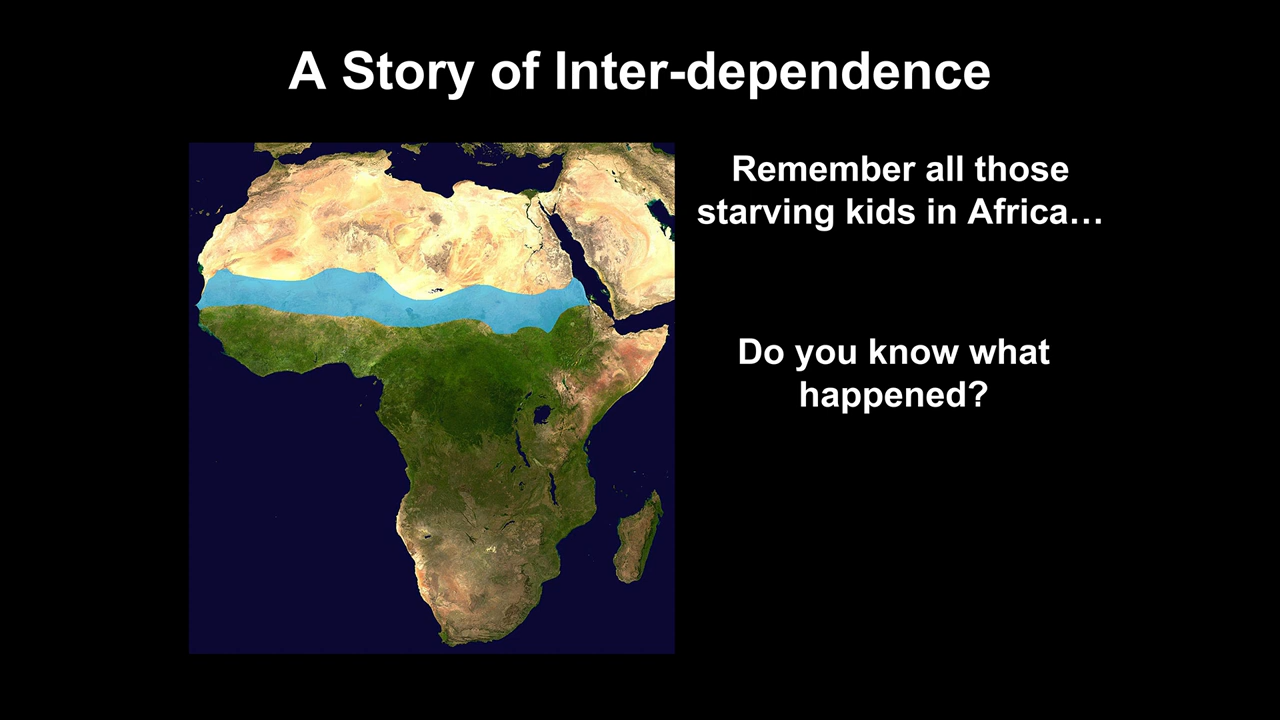 A Story of Inter-dependence
Remember all those
starving kids in Africa…
Do you know what
happened?